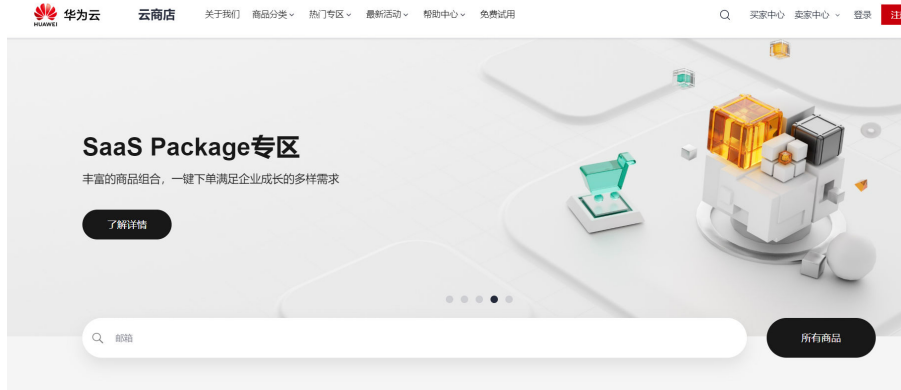 HUAWEI 华为云 云商店 关于我们 商品分类 热门专区 最新活动 帮助中心 免费试用 买家中心 卖家中心 登录
SaaS Package专区
丰富的商品组合，一键下单满足企业成长的多样需求
了解详情
邮箱 所有商品